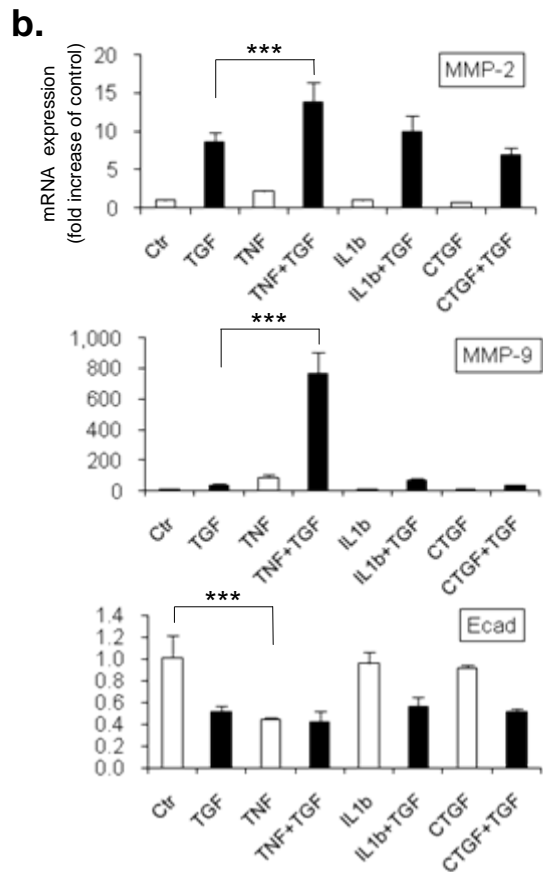 b.
mRNA expression
(fold increase of control)
***
MMP-2
20
15
10
5
0
Ctr
TGF
TNF
TNF+TGF
IL1b
IL1b+TGF
CTGF
CTGF+TGF
***
MMP-9
1,000
800
600
400
200
0
Ctr
TGF
TNF
TNF+TGF
IL1b
IL1b+TGF
CTGF
CTGF+TGF
***
Ecad
1.4
1.2
1.0
0.8
0.6
0.4
0.2
0.0
Ctr
TGF
TNF
TNF+TGF
IL1b
IL1b+TGF
CTGF
CTGF+TGF